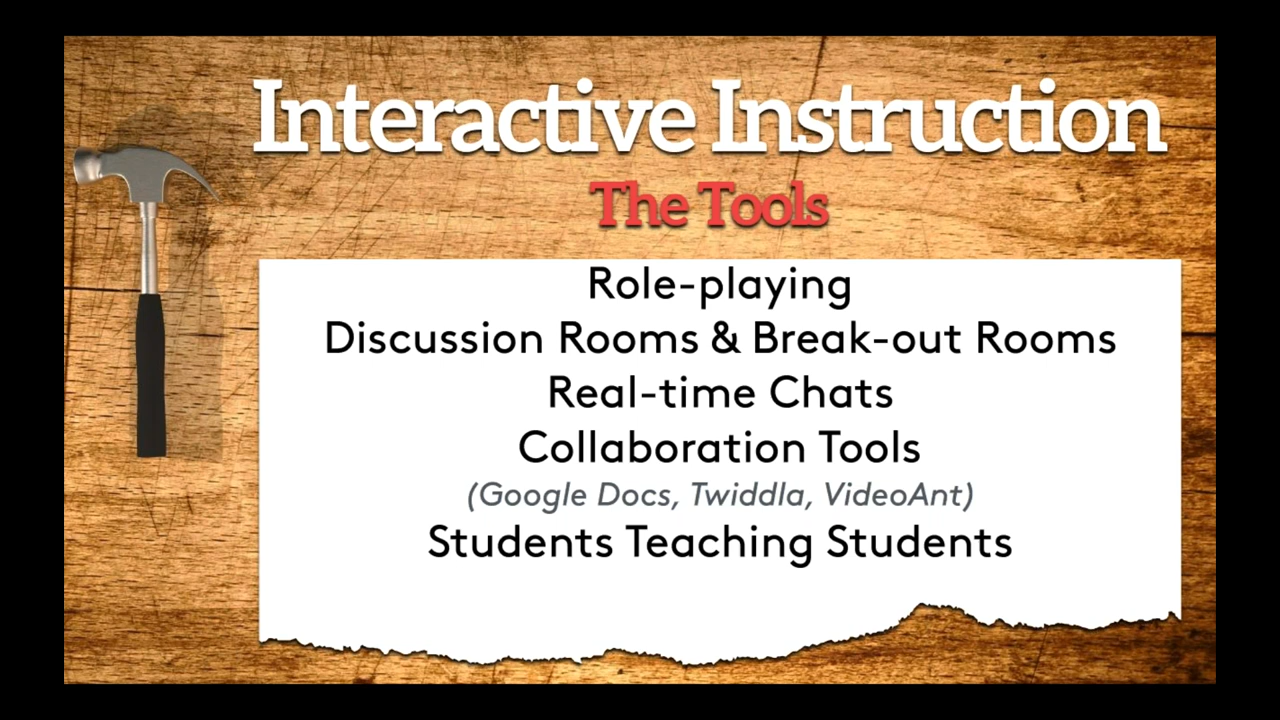 Interactive Instruction
The Tools
Role-playing
Discussion Rooms & Break-out Rooms
Real-time Chats
Collaboration Tools
(Google Docs, Twiddla, VideoAnt)
Students Teaching Students